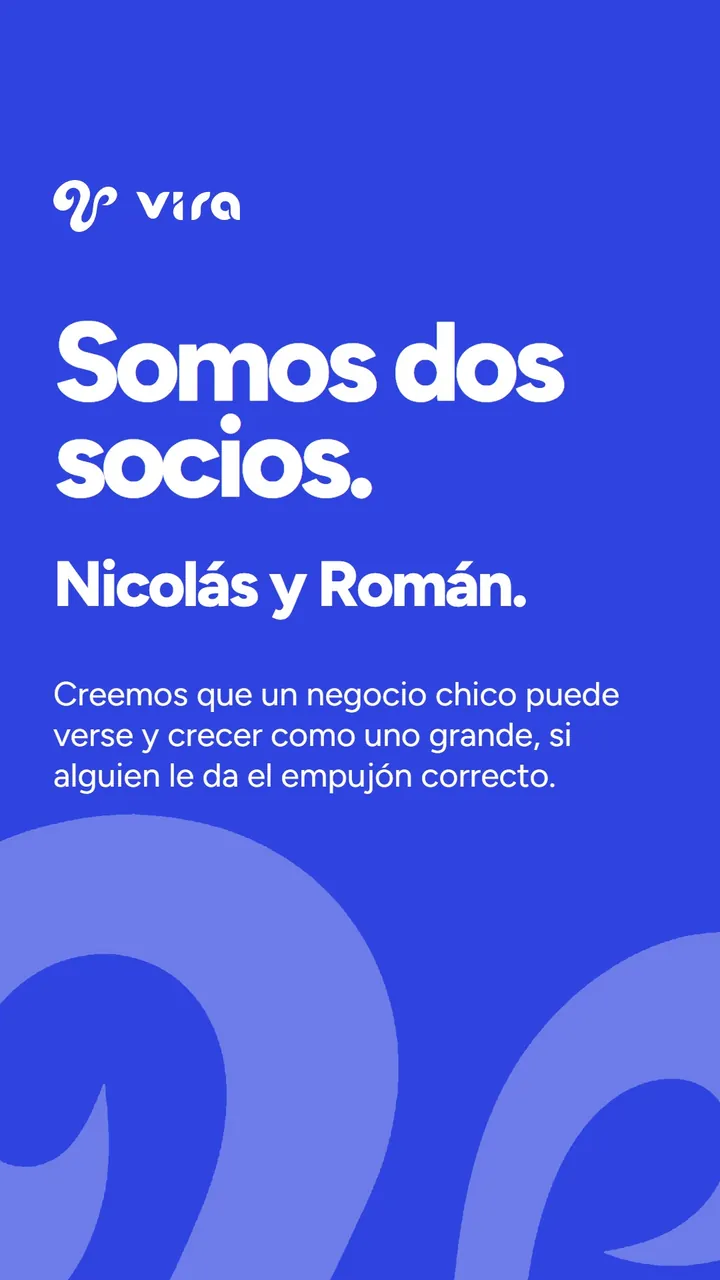 vira
Somos dos
socios.
Nicolás y Román.
Creemos que un negocio chico puede
verse y crecer como uno grande, si
alguien le da el empujón correcto.